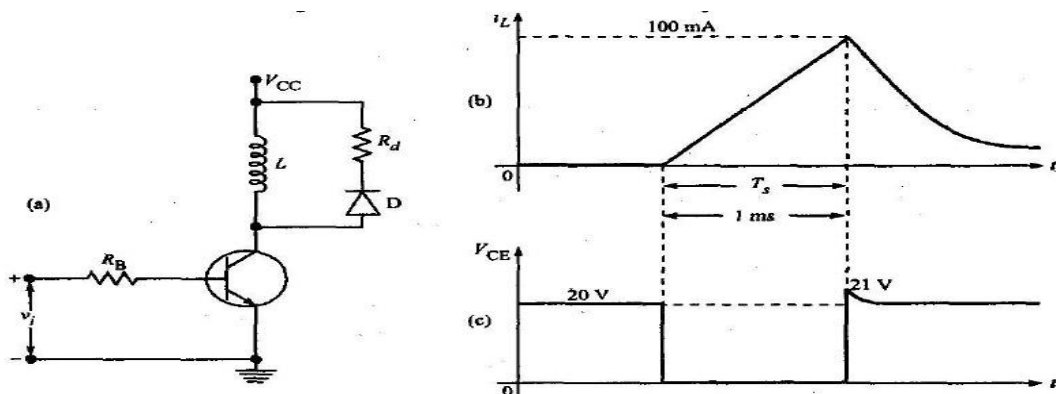 V_CC
L
R_d
D
(a)
R_B
+
v_i
−
i_L
100 mA
(b)
0
t
T_s
1 ms
V_CE
20 V
21 V
(c)
0
t